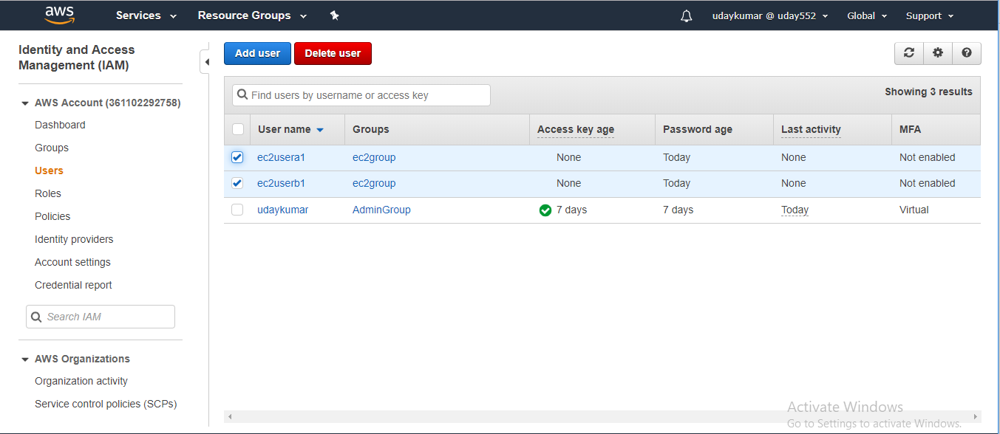 aws Services Resource Groups udaykumar @ uday552 Global Support
Identity and Access
Management (IAM)
AWS Account (361102292758)
Dashboard
Groups
Users
Roles
Policies
Identity providers
Account settings
Credential report
Search IAM
AWS Organizations
Organization activity
Service control policies (SCPs)
Add user Delete user
Find users by username or access key Showing 3 results
User name Groups Access key age Password age Last activity MFA
ec2usera1 ec2group None Today None Not enabled
ec2userb1 ec2group None Today None Not enabled
udaykumar AdminGroup 7 days 7 days Today Virtual
Activate Windows
Go to Settings to activate Windows.